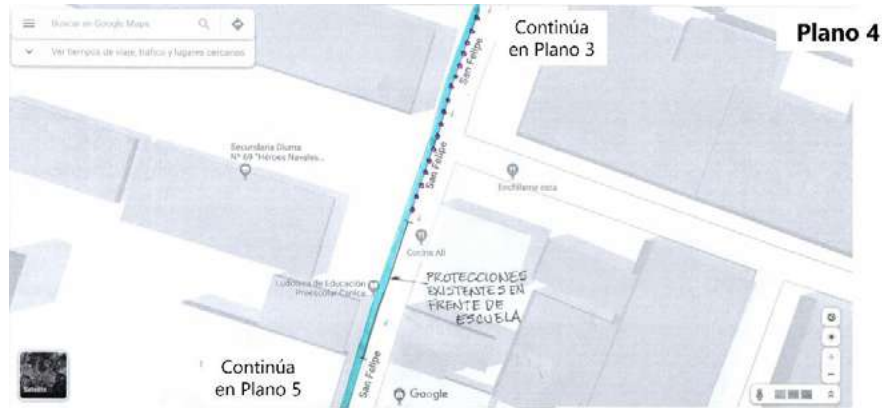 Plano 4
Continúa
en Plano 3
Buscar en Google Maps
Ver tiempos de viaje, tráfico y lugares cercanos
San Felipe
San Felipe
Secundaria Diurna
N° 69 "Héroes Navales...
Enchilame esta
Cocina Ali
Ludoteca de Educación
Preescolar Canica...
PROTECCIONES
EXISTENTES EN
FRENTE DE
ESCUELA
Continúa
en Plano 5
San Felipe
Satélite
Google